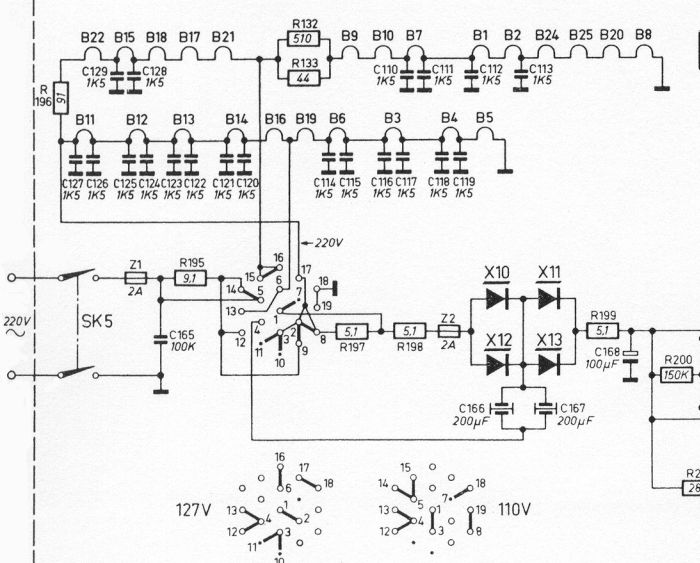 R132
B22 B15 B18 B17 B21 510 B9 B10 B7 B1 B2 B24 B25 B20 B8
R133
44
C129 C128 C110 C111 C112 C113
1K5 1K5 1K5 1K5 1K5 1K5
R
196
91
B11 B12 B13 B14 B16 B19 B6 B3 B4 B5
C127 C126 C125 C124 C123 C122 C121 C120 C114 C115 C116 C117 C118 C119
1K5 1K5 1K5 1K5 1K5 1K5 1K5 1K5 1K5 1K5 1K5 1K5 1K5 1K5
220V
Z1 R195
2A 9,1
16 15 17 14 5 6 7 18 13 1 19 12 4 2 3 8 11 10 9
SK5
220V
C165
100K
X10 X11
X12 X13
5,1 5,1 Z2 5,1
R197 R198 2A
R199
C168
100µF
R200
150K
C166 C167
200µF 200µF
R2
28
127V
16 17 6 18 13 1 4 2 12 3 11 10
110V
15 14 5 7 18 13 1 19 4 12 3 8